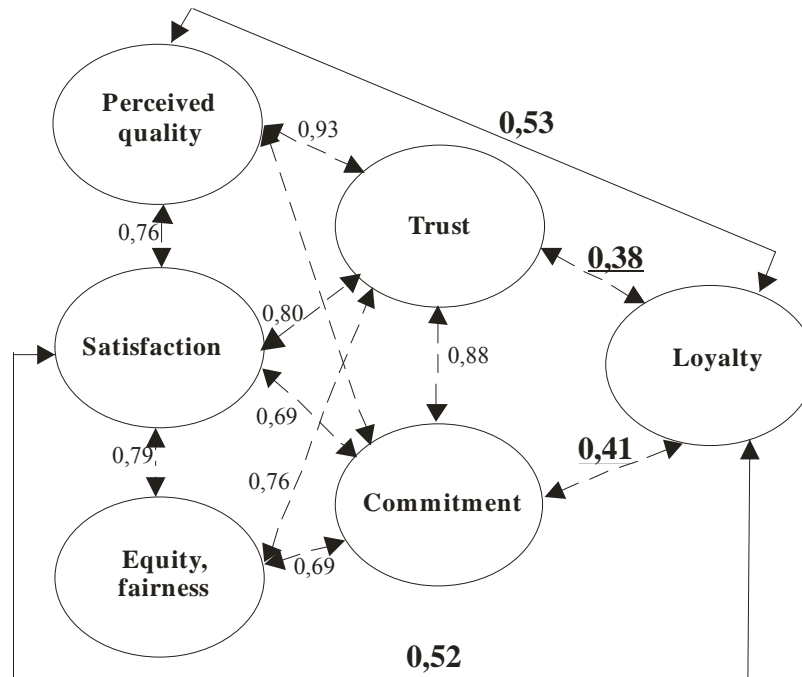 Perceived
quality
0,53
0,93
Trust
0,76
0,38
0,80
Satisfaction
0,88
Loyalty
0,69
0,41
0,79
0,76
Commitment
Equity,
fairness
0,69
0,52